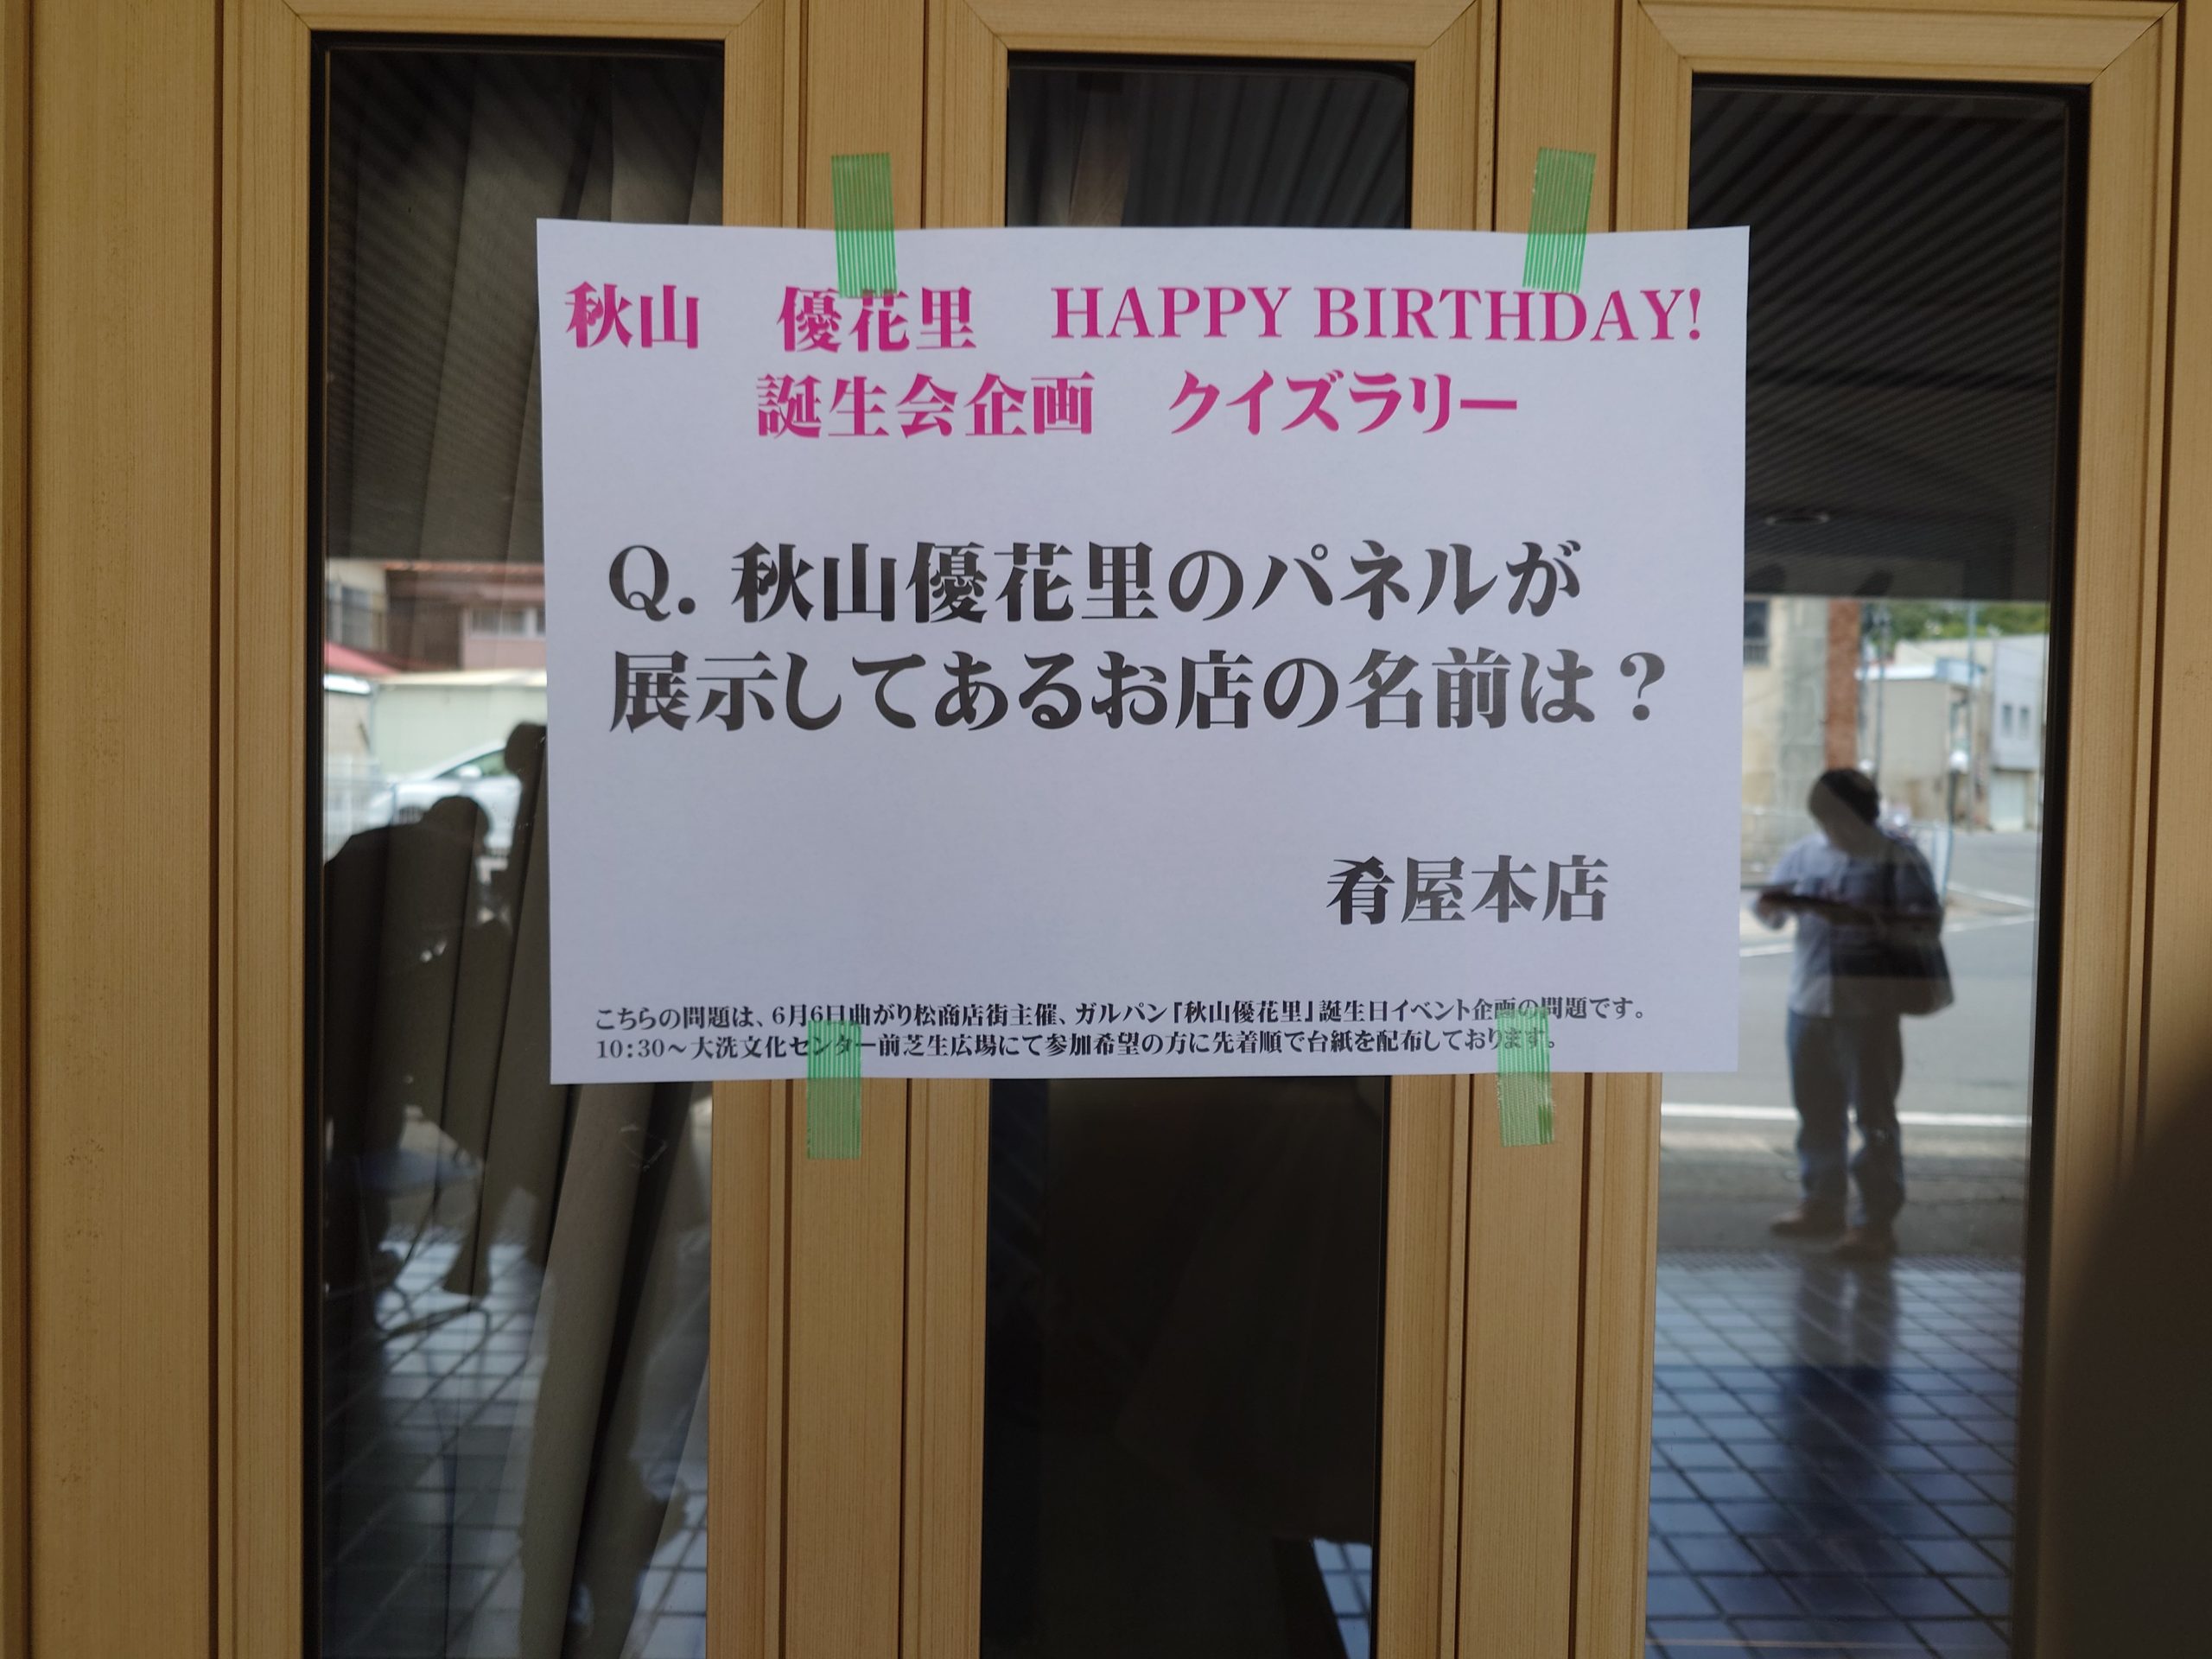 秋山　優花里　HAPPY BIRTHDAY!
誕生会企画　クイズラリー
Q. 秋山優花里のパネルが
展示してあるお店の名前は？
肴屋本店
こちらの問題は、6月6日曲がり松商店街主催、ガルパン『秋山優花里』誕生日イベント企画の問題です。
10:30～大洗文化センター前芝生広場にて参加希望の方に先着順で台紙を配布しております。